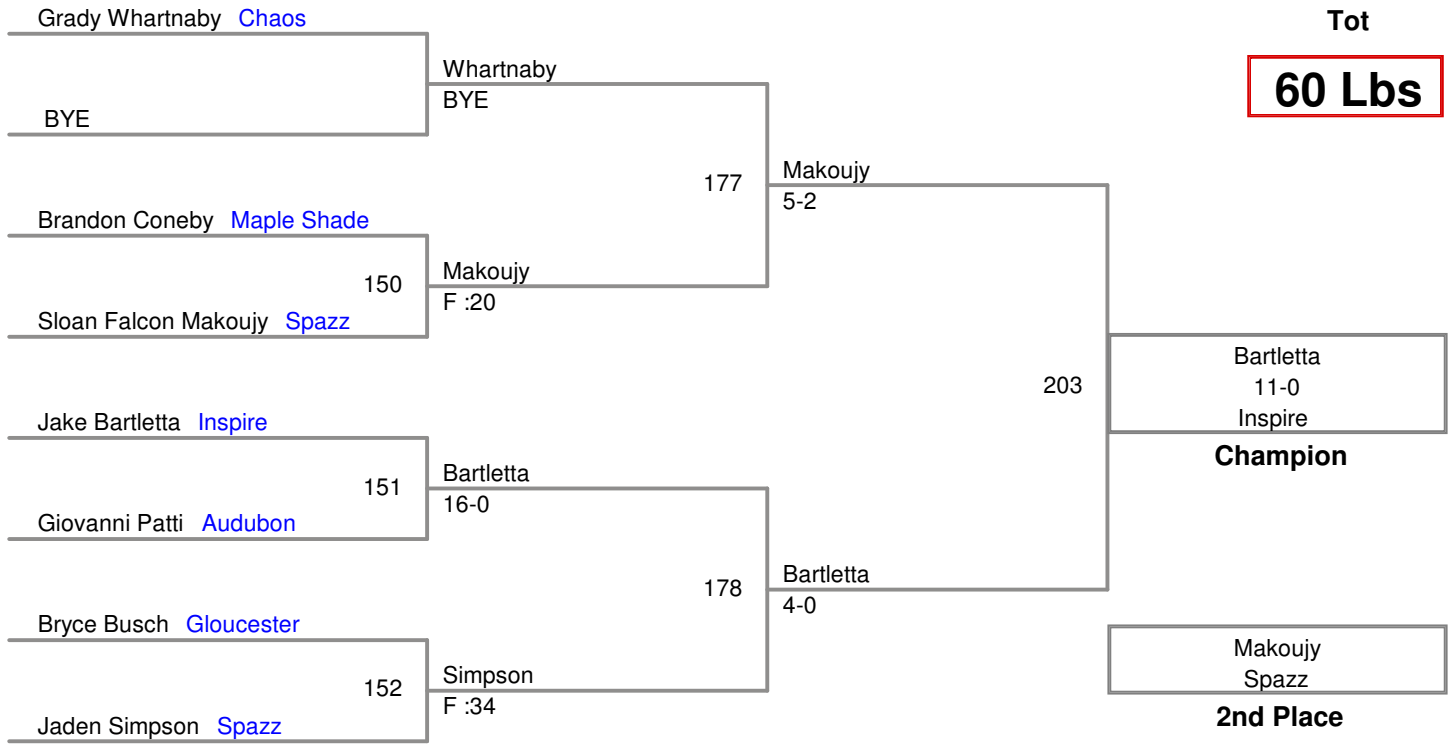 Grady Whartnaby Chaos
Tot
60 Lbs
Whartnaby
BYE
BYE
177
Makoujy
5-2
Brandon Coneby Maple Shade
150
Makoujy
F :20
Sloan Falcon Makoujy Spazz
203
Bartletta
11-0
Inspire
Champion
Jake Bartletta Inspire
151
Bartletta
16-0
Giovanni Patti Audubon
178
Bartletta
4-0
Bryce Busch Gloucester
152
Simpson
F :34
Jaden Simpson Spazz
Makoujy
Spazz
2nd Place